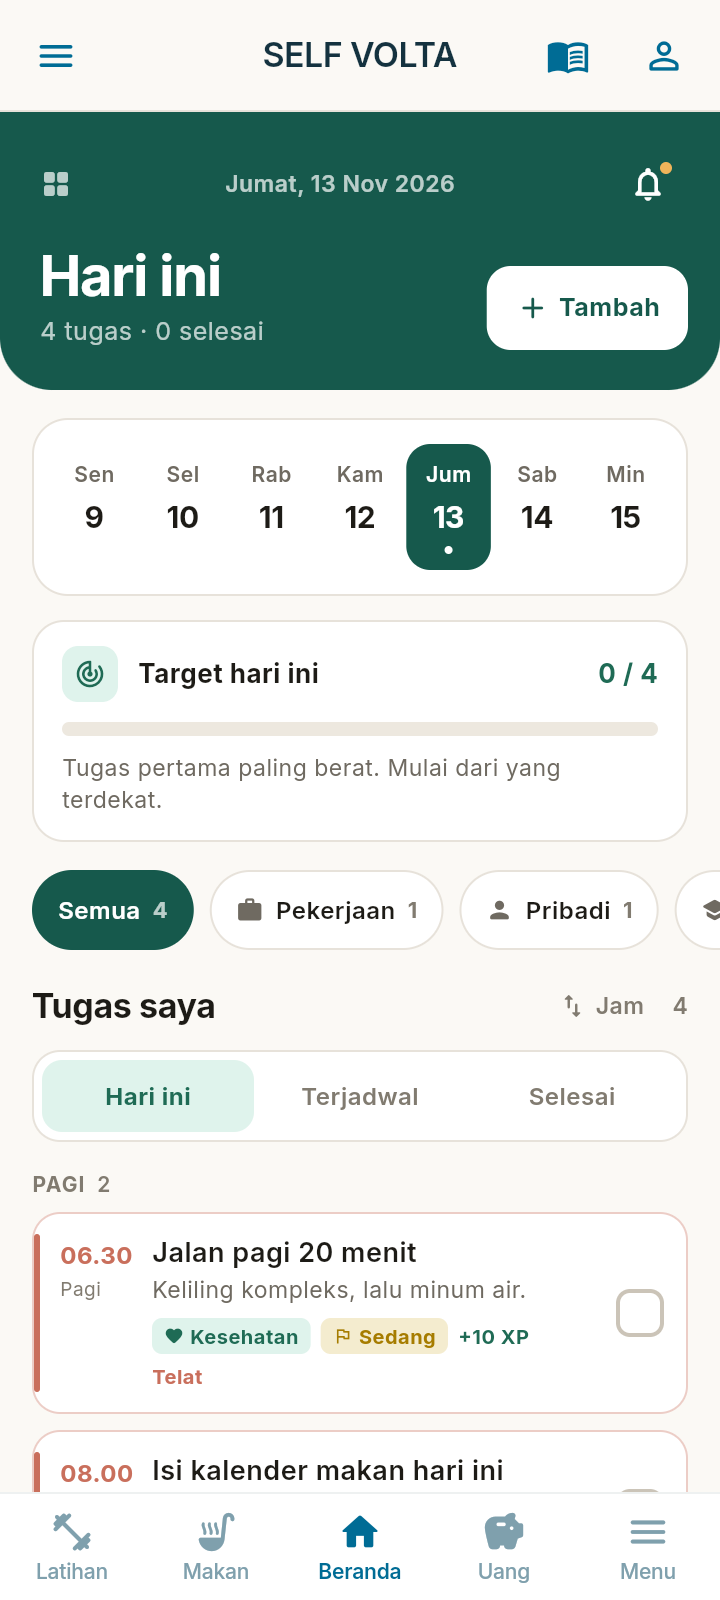 SELF VOLTA
Jumat, 13 Nov 2026
Hari ini
4 tugas · 0 selesai
Tambah
Sen Sel Rab Kam Jum Sab Min
9 10 11 12 13 14 15
Target hari ini 0 / 4
Tugas pertama paling berat. Mulai dari yang
terdekat.
Semua 4 Pekerjaan 1 Pribadi 1
Tugas saya Jam 4
Hari ini Terjadwal Selesai
PAGI 2
06.30 Jalan pagi 20 menit
Pagi Keliling kompleks, lalu minum air.
Kesehatan Sedang +10 XP
Telat
08.00 Isi kalender makan hari ini
Latihan Makan Beranda Uang Menu